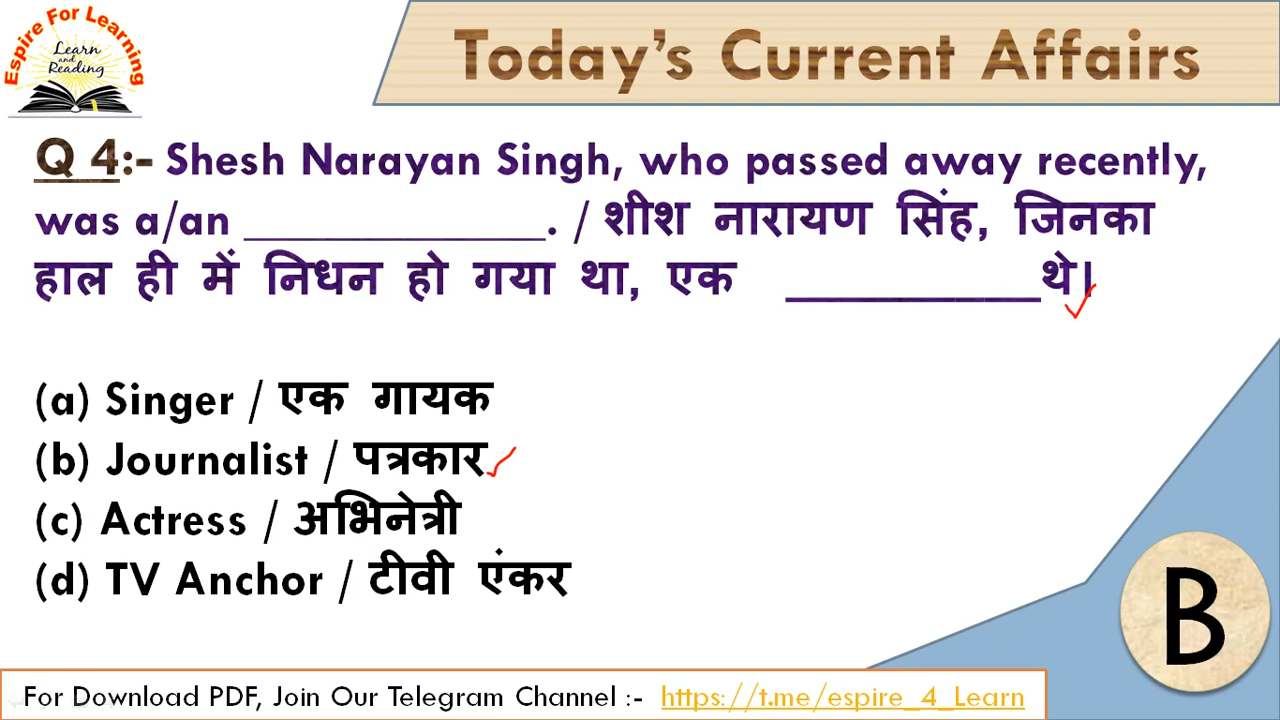 Espire For Learning
Learn
and
Reading
Today's Current Affairs
Q 4:- Shesh Narayan Singh, who passed away recently,
was a/an ______________. / शीश नारायण सिंह, जिनका
हाल ही में निधन हो गया था, एक ____________थे।
(a) Singer / एक गायक
(b) Journalist / पत्रकार
(c) Actress / अभिनेत्री
(d) TV Anchor / टीवी एंकर
B
For Download PDF, Join Our Telegram Channel :- https://t.me/espire_4_Learn